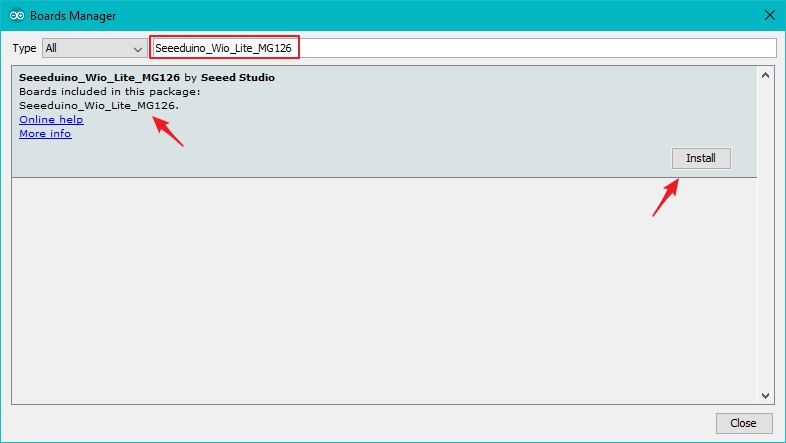 Boards Manager
Type All Seeeduino_Wio_Lite_MG126
Seeeduino_Wio_Lite_MG126 by Seeed Studio
Boards included in this package:
Seeeduino_Wio_Lite_MG126.
Online help
More info
Install
Close